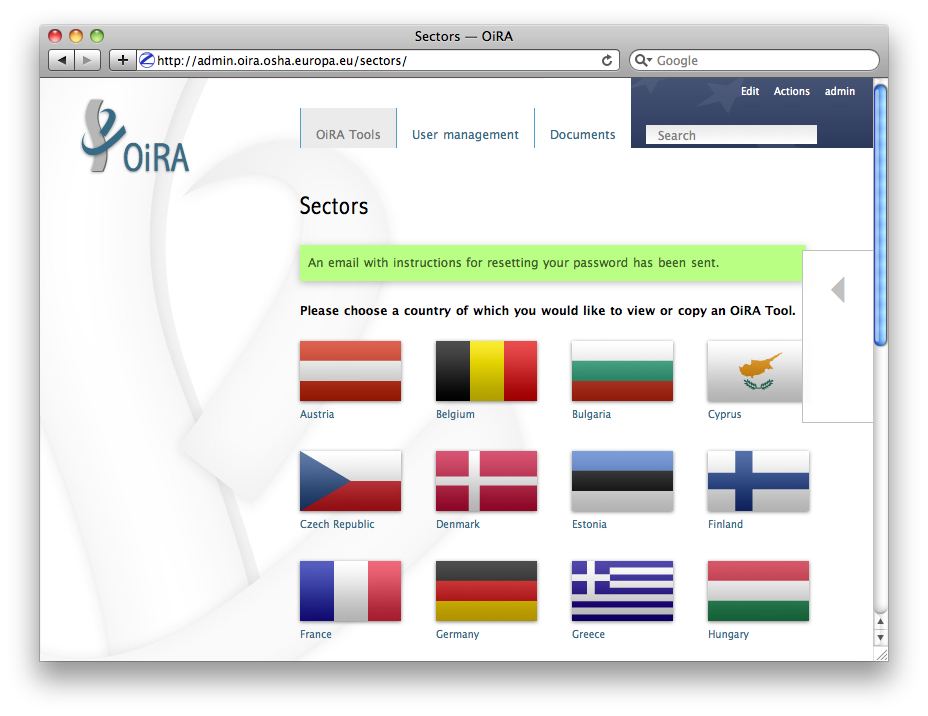 Sectors — OiRA
http://admin.oira.osha.europa.eu/sectors/
Google
Edit Actions admin
OiRA
OiRA Tools User management Documents
Search
Sectors
An email with instructions for resetting your password has been sent.
Please choose a country of which you would like to view or copy an OiRA Tool.
Austria Belgium Bulgaria Cyprus
Czech Republic Denmark Estonia Finland
France Germany Greece Hungary